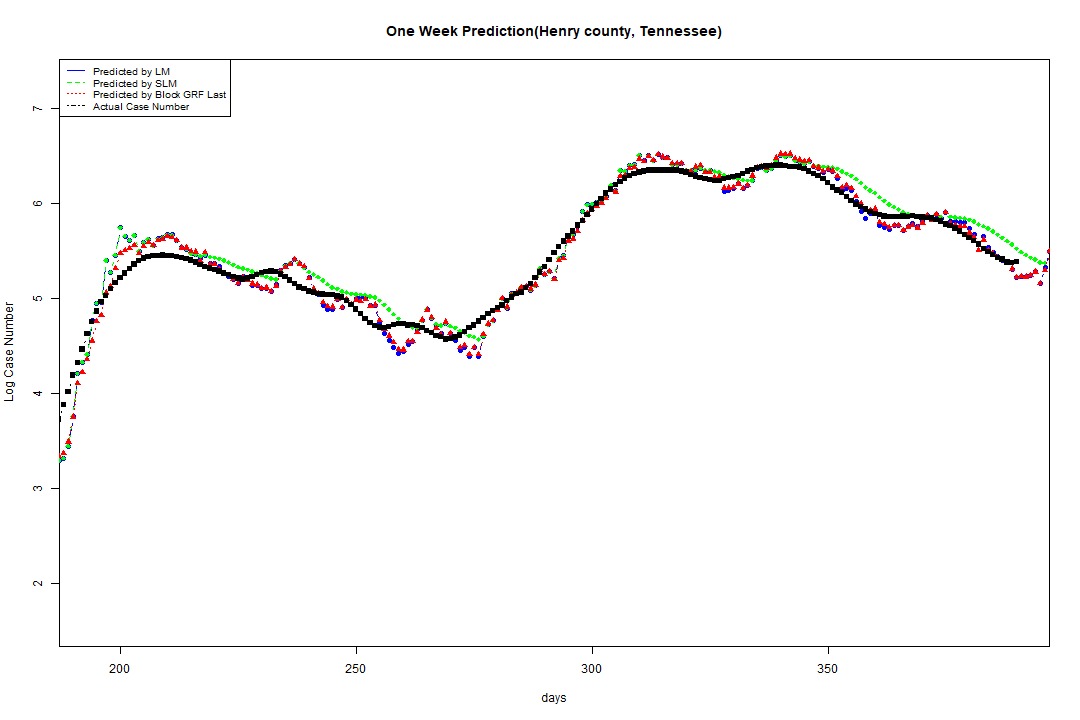 One Week Prediction(Henry county, Tennessee)
Predicted by LM
Predicted by SLM
Predicted by Block GRF Last
Actual Case Number
7
6
5
4
3
2
Log Case Number
200 250 300 350
days